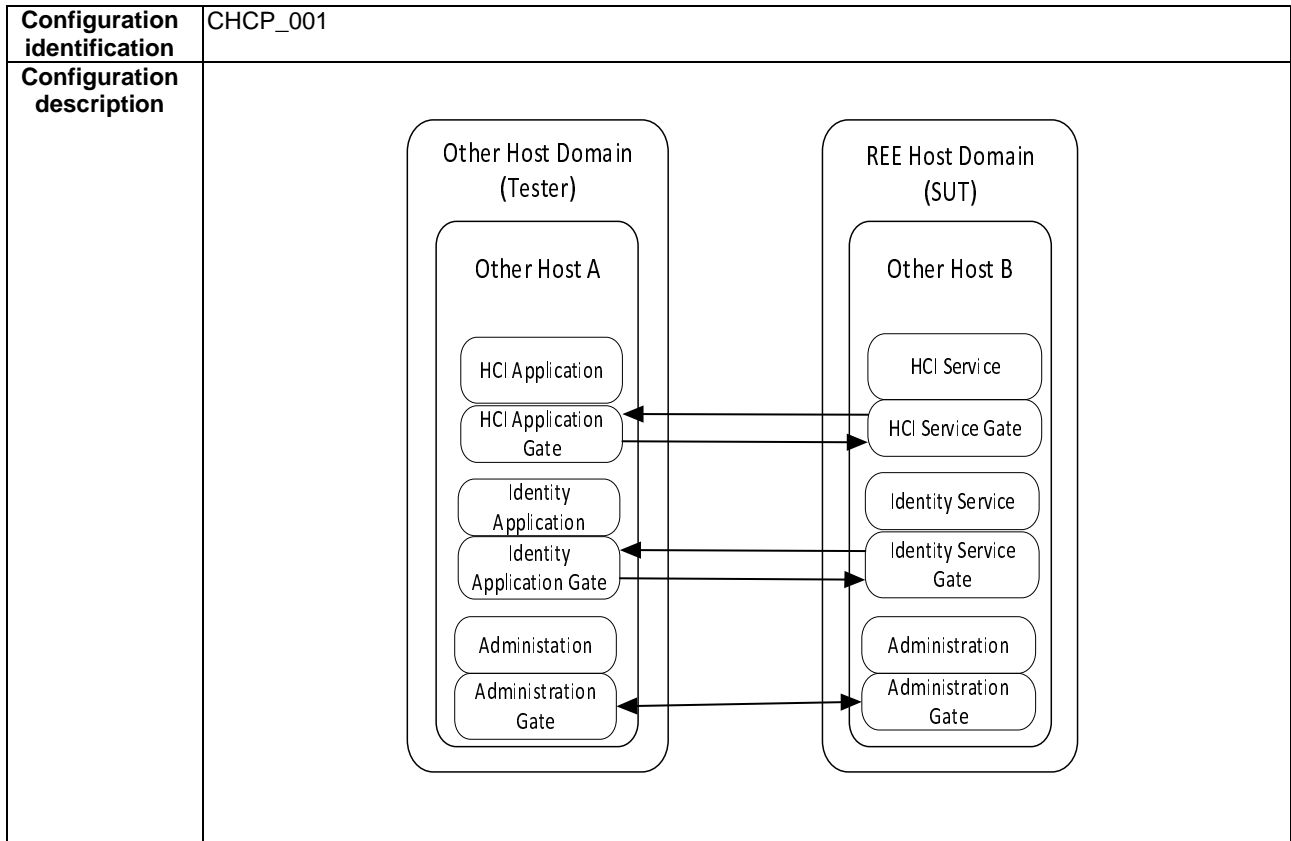 Configuration
identification
CHCP_001
Configuration
description
Other Host Domain
(Tester)
Other Host A
HCI Application
HCI Application
Gate
Identity
Application
Identity
Application Gate
Administation
Administration
Gate
REE Host Domain
(SUT)
Other Host B
HCI Service
HCI Service Gate
Identity Service
Identity Service
Gate
Administration
Administration
Gate